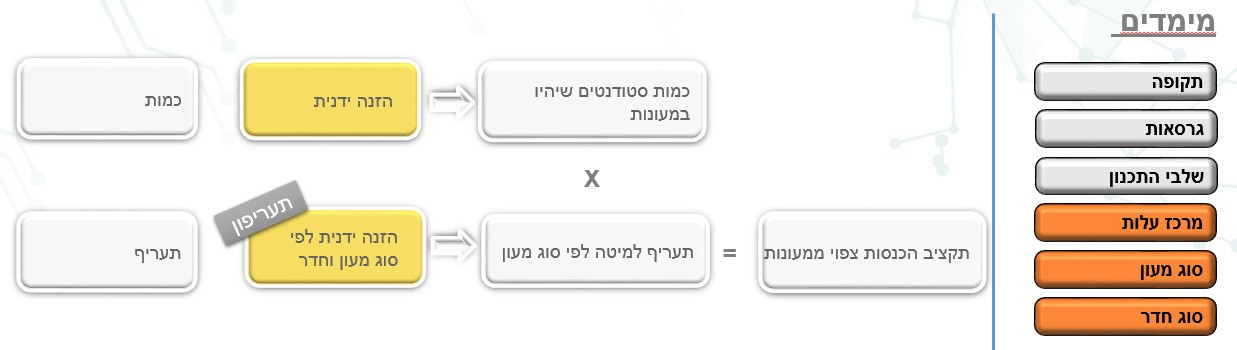 מימדים
תקופה
גרסאות
שלבי התכנון
מרכז עלות
סוג מעון
סוג חדר
כמות
הזנה ידנית
כמות סטודנטים שיהיו
במעונות
X
תעריף
תעריפון
הזנה ידנית לפי
סוג מעון וחדר
תעריף למיטה לפי סוג מעון
=
תקציב הכנסות צפוי ממעונות